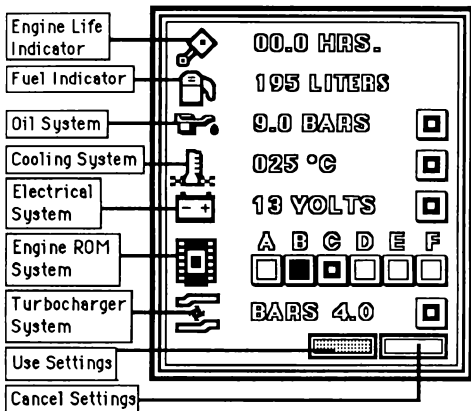 Engine Life
Indicator
00.0 HRS.
Fuel Indicator
195 LITERS
Oil System
9.0 BARS
Cooling System
025 °C
Electrical
System
13 VOLTS
Engine ROM
System
A B C D E F
Turbocharger
System
BARS 4.0
Use Settings
Cancel Settings